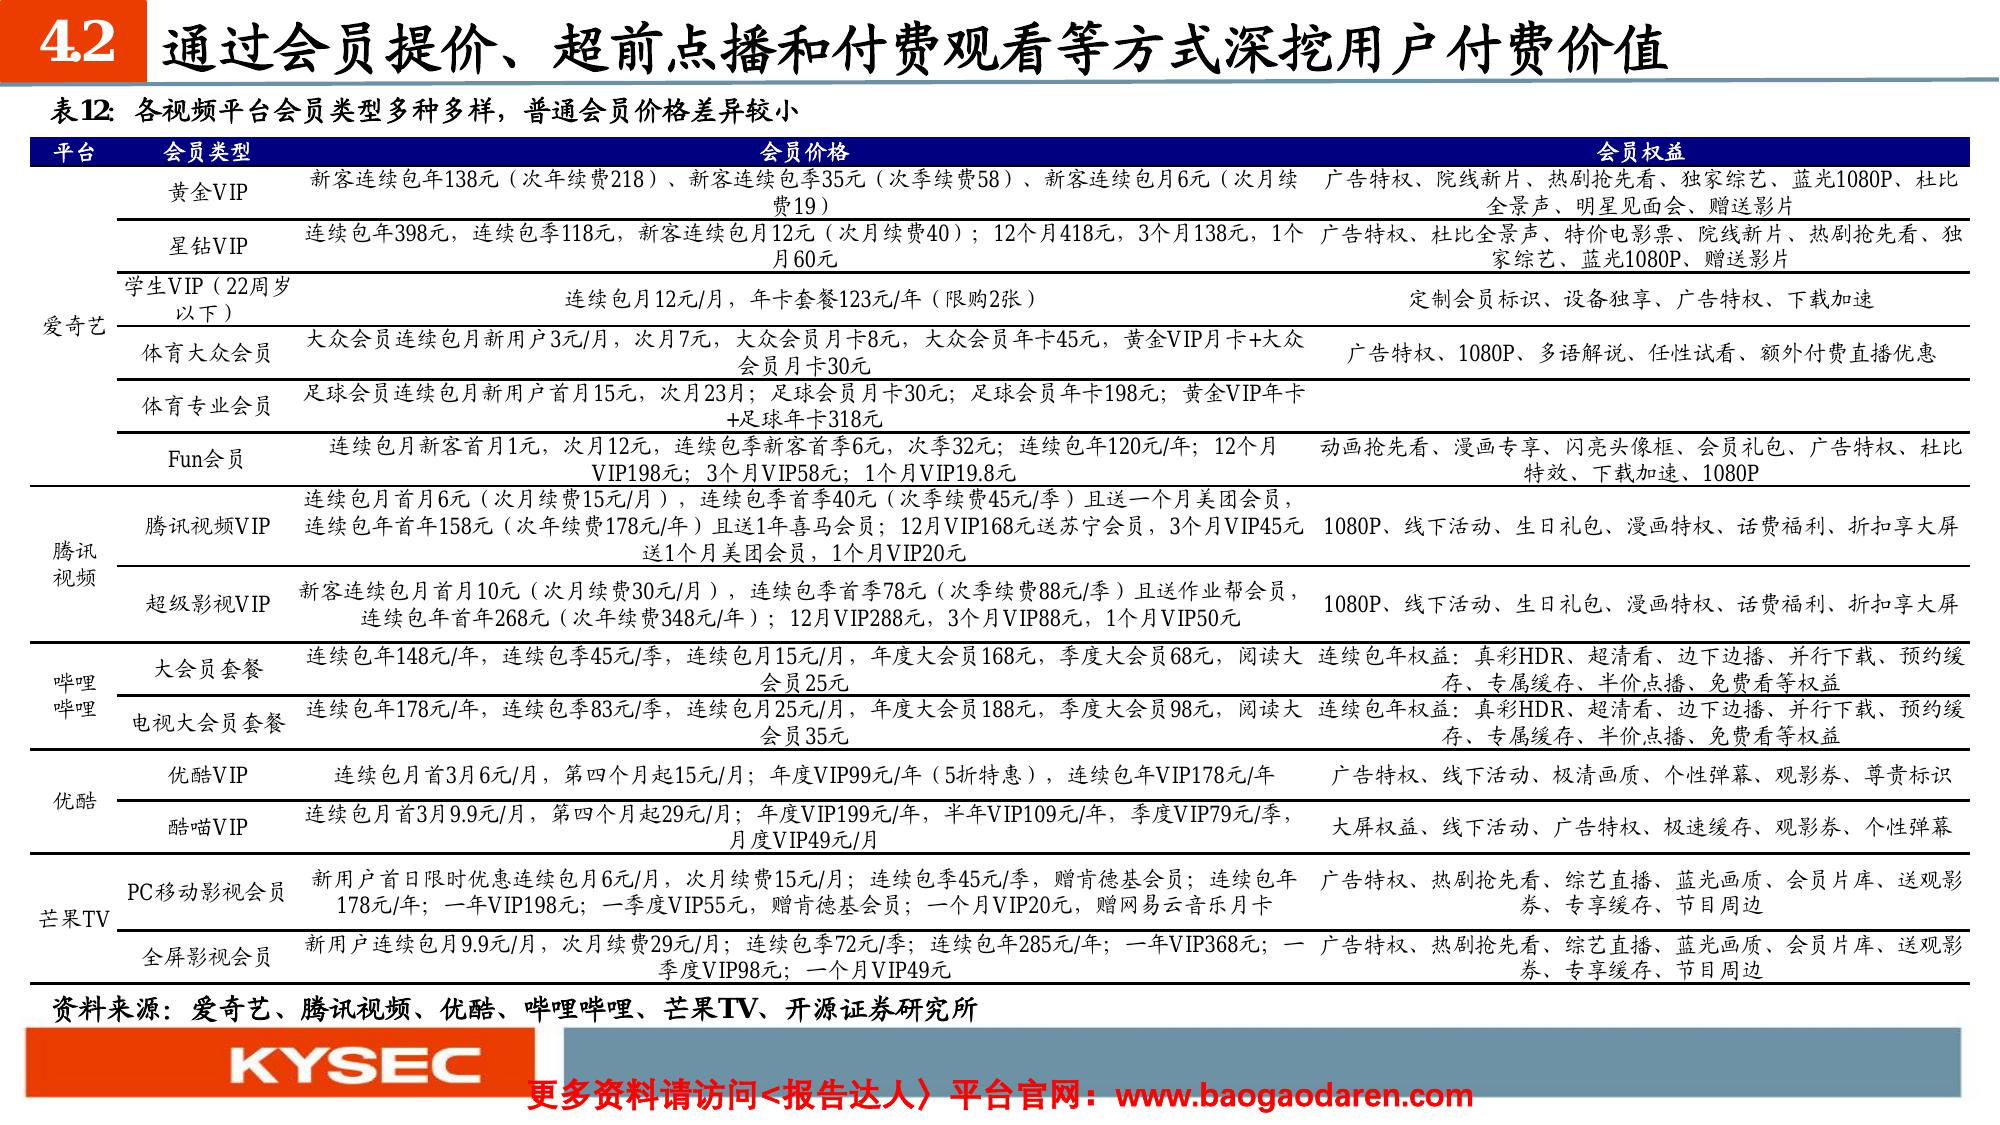 4.2 通过会员提价、超前点播和付费观看等方式深挖用户付费价值
表12: 各视频平台会员类型多种多样，普通会员价格差异较小
平台 会员类型 会员价格 会员权益
爱奇艺
黄金VIP
新客连续包年138元（次年续费218）、新客连续包季35元（次季续费58）、新客连续包月6元（次月续
费19）
广告特权、院线新片、热剧抢先看、独家综艺、蓝光1080P、杜比
全景声、明星见面会、赠送影片
星钻VIP
连续包年398元，连续包季118元，新客连续包月12元（次月续费40）；12个月418元，3个月138元，1个
月60元
广告特权、杜比全景声、特价电影票、院线新片、热剧抢先看、独
家综艺、蓝光1080P、赠送影片
学生VIP（22周岁
以下）
连续包月12元/月，年卡套餐123元/年（限购2张）
定制会员标识、设备独享、广告特权、下载加速
体育大众会员
大众会员连续包月新用户3元/月，次月7元，大众会员月卡8元，大众会员年卡45元，黄金VIP月卡+大众
会员月卡30元
广告特权、1080P、多语解说、任性试看、额外付费直播优惠
体育专业会员
足球会员连续包月新用户首月15元，次月23月；足球会员月卡30元；足球会员年卡198元；黄金VIP年卡
+足球年卡318元
Fun会员
连续包月新客首月1元，次月12元，连续包季新客首季6元，次季32元；连续包年120元/年；12个月
VIP198元；3个月VIP58元；1个月VIP19.8元
动画抢先看、漫画专享、闪亮头像框、会员礼包、广告特权、杜比
特效、下载加速、1080P
腾讯
视频
腾讯视频VIP
连续包月首月6元（次月续费15元/月），连续包季首季40元（次季续费45元/季）且送一个月美团会员，
连续包年首年158元（次年续费178元/年）且送1年喜马会员；12月VIP168元送苏宁会员，3个月VIP45元
送1个月美团会员，1个月VIP20元
1080P、线下活动、生日礼包、漫画特权、话费福利、折扣享大屏
超级影视VIP
新客连续包月首月10元（次月续费30元/月），连续包季首季78元（次季续费88元/季）且送作业帮会员，
连续包年首年268元（次年续费348元/年）；12月VIP288元，3个月VIP88元，1个月VIP50元
1080P、线下活动、生日礼包、漫画特权、话费福利、折扣享大屏
哔哩
哔哩
大会员套餐
连续包年148元/年，连续包季45元/季，连续包月15元/月，年度大会员168元，季度大会员68元，阅读大
会员25元
连续包年权益：真彩HDR、超清看、边下边播、并行下载、预约缓
存、专属缓存、半价点播、免费看等权益
电视大会员套餐
连续包年178元/年，连续包季83元/季，连续包月25元/月，年度大会员188元，季度大会员98元，阅读大
会员35元
连续包年权益：真彩HDR、超清看、边下边播、并行下载、预约缓
存、专属缓存、半价点播、免费看等权益
优酷
优酷VIP
连续包月首3月6元/月，第四个月起15元/月；年度VIP99元/年（5折特惠），连续包年VIP178元/年
广告特权、线下活动、极清画质、个性弹幕、观影券、尊贵标识
酷喵VIP
连续包月首3月9.9元/月，第四个月起29元/月；年度VIP199元/年，半年VIP109元/年，季度VIP79元/季，
月度VIP49元/月
大屏权益、线下活动、广告特权、极速缓存、观影券、个性弹幕
芒果TV
PC移动影视会员
新用户首日限时优惠连续包月6元/月，次月续费15元/月；连续包季45元/季，赠肯德基会员；连续包年
178元/年；一年VIP198元；一季度VIP55元，赠肯德基会员；一个月VIP20元，赠网易云音乐月卡
广告特权、热剧抢先看、综艺直播、蓝光画质、会员片库、送观影
券、专享缓存、节目周边
全屏影视会员
新用户连续包月9.9元/月，次月续费29元/月；连续包季72元/季；连续包年285元/年；一年VIP368元；一
季度VIP98元；一个月VIP49元
广告特权、热剧抢先看、综艺直播、蓝光画质、会员片库、送观影
券、专享缓存、节目周边
资料来源：爱奇艺、腾讯视频、优酷、哔哩哔哩、芒果TV、开源证券研究所
KYSEC
更多资料请访问<报告达人〉平台官网：www.baogaodaren.com